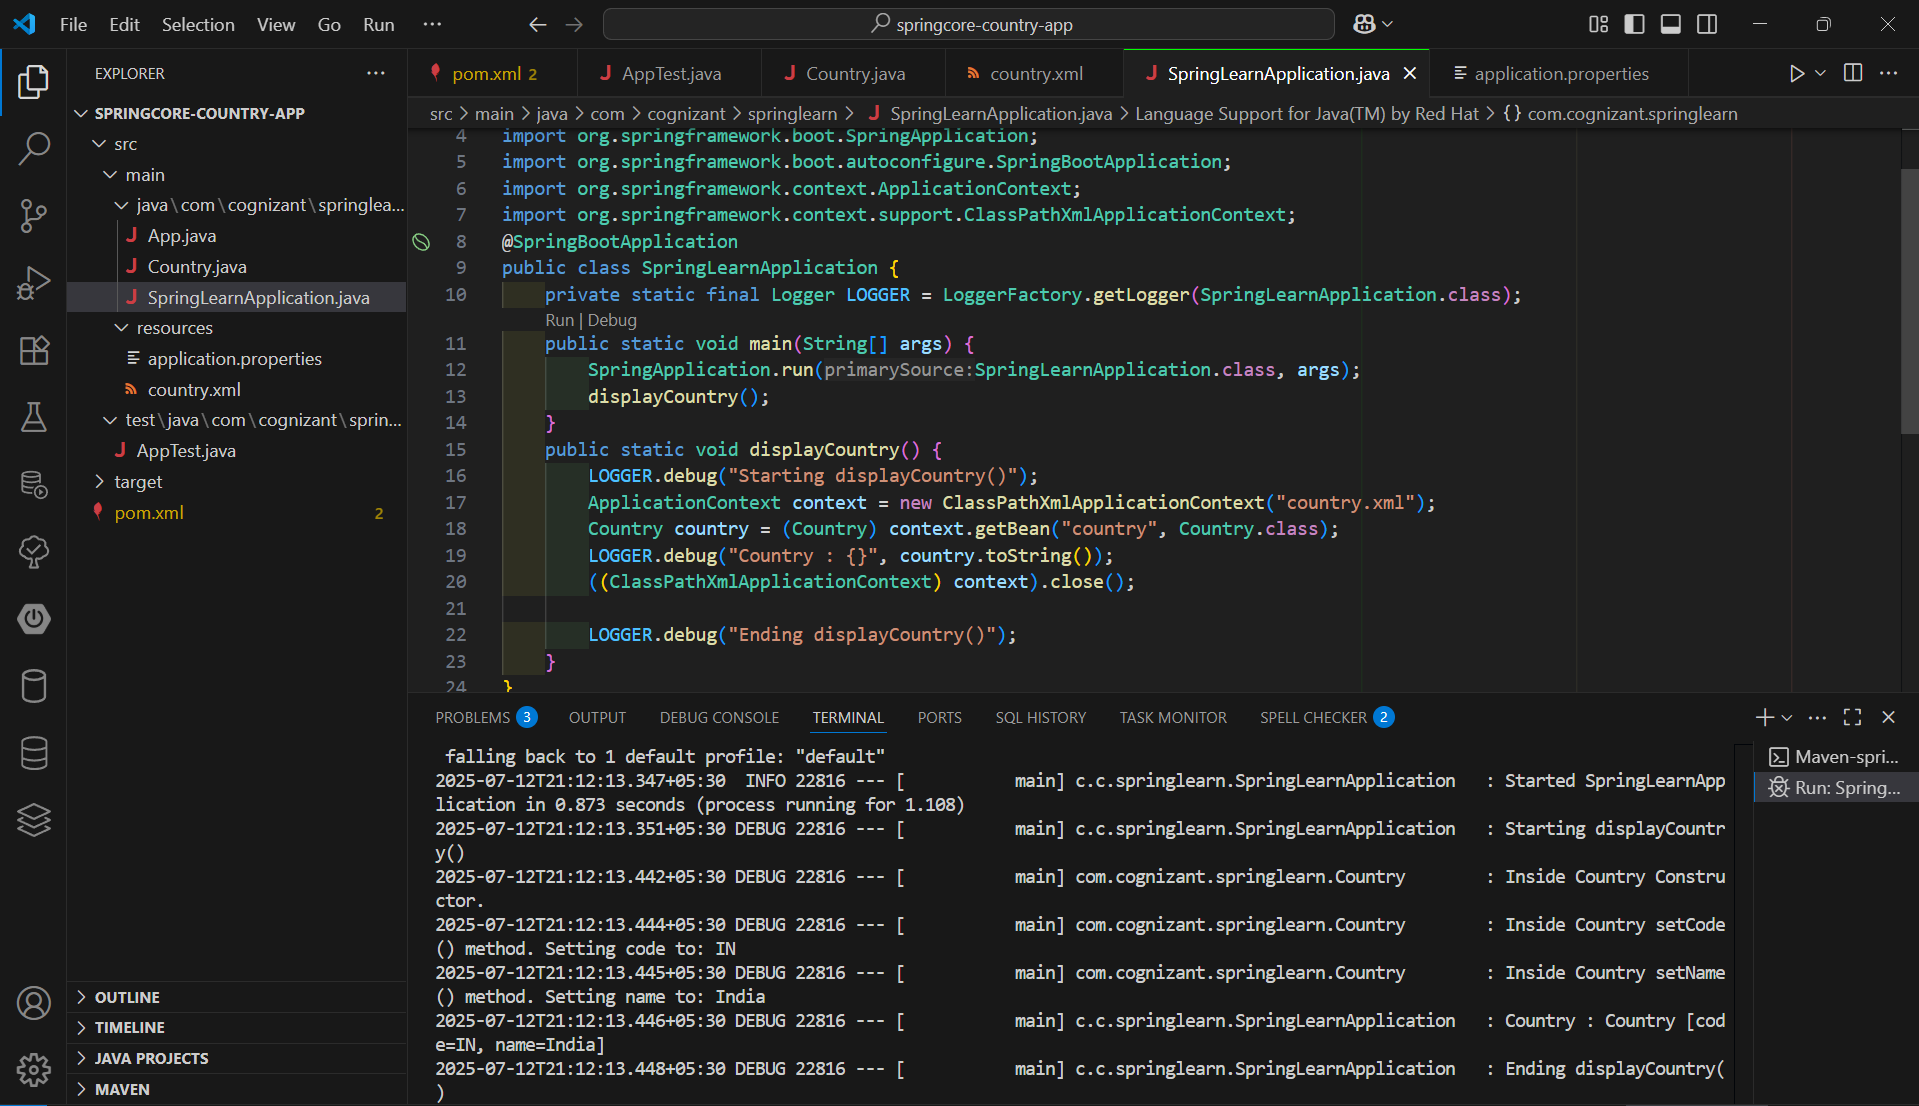 File Edit Selection View Go Run ···
springcore-country-app
EXPLORER ···
SPRINGCORE-COUNTRY-APP
src
main
java\com\cognizant\springlea...
App.java
Country.java
SpringLearnApplication.java
resources
application.properties
country.xml
test\java\com\cognizant\sprin...
AppTest.java
target
pom.xml 2
OUTLINE
TIMELINE
JAVA PROJECTS
MAVEN
pom.xml 2 AppTest.java Country.java country.xml SpringLearnApplication.java application.properties
src > main > java > com > cognizant > springlearn > SpringLearnApplication.java > Language Support for Java(TM) by Red Hat > {} com.cognizant.springlearn
4 import org.springframework.boot.SpringApplication;
5 import org.springframework.boot.autoconfigure.SpringBootApplication;
6 import org.springframework.context.ApplicationContext;
7 import org.springframework.context.support.ClassPathXmlApplicationContext;
8 @SpringBootApplication
9 public class SpringLearnApplication {
10 private static final Logger LOGGER = LoggerFactory.getLogger(SpringLearnApplication.class);
Run | Debug
11 public static void main(String[] args) {
12 SpringApplication.run(primarySource:SpringLearnApplication.class, args);
13 displayCountry();
14 }
15 public static void displayCountry() {
16 LOGGER.debug("Starting displayCountry()");
17 ApplicationContext context = new ClassPathXmlApplicationContext("country.xml");
18 Country country = (Country) context.getBean("country", Country.class);
19 LOGGER.debug("Country : {}", country.toString());
20 ((ClassPathXmlApplicationContext) context).close();
21
22 LOGGER.debug("Ending displayCountry()");
23 }
24 }
PROBLEMS 3 OUTPUT DEBUG CONSOLE TERMINAL PORTS SQL HISTORY TASK MONITOR SPELL CHECKER 2
falling back to 1 default profile: "default"
2025-07-12T21:12:13.347+05:30 INFO 22816 --- [ main] c.c.springlearn.SpringLearnApplication : Started SpringLearnApp
lication in 0.873 seconds (process running for 1.108)
2025-07-12T21:12:13.351+05:30 DEBUG 22816 --- [ main] c.c.springlearn.SpringLearnApplication : Starting displayCountr
y()
2025-07-12T21:12:13.442+05:30 DEBUG 22816 --- [ main] com.cognizant.springlearn.Country : Inside Country Constru
ctor.
2025-07-12T21:12:13.444+05:30 DEBUG 22816 --- [ main] com.cognizant.springlearn.Country : Inside Country setCode
() method. Setting code to: IN
2025-07-12T21:12:13.445+05:30 DEBUG 22816 --- [ main] com.cognizant.springlearn.Country : Inside Country setName
() method. Setting name to: India
2025-07-12T21:12:13.446+05:30 DEBUG 22816 --- [ main] c.c.springlearn.SpringLearnApplication : Country : Country [cod
e=IN, name=India]
2025-07-12T21:12:13.448+05:30 DEBUG 22816 --- [ main] c.c.springlearn.SpringLearnApplication : Ending displayCountry(
)
Maven-spri...
Run: Spring...